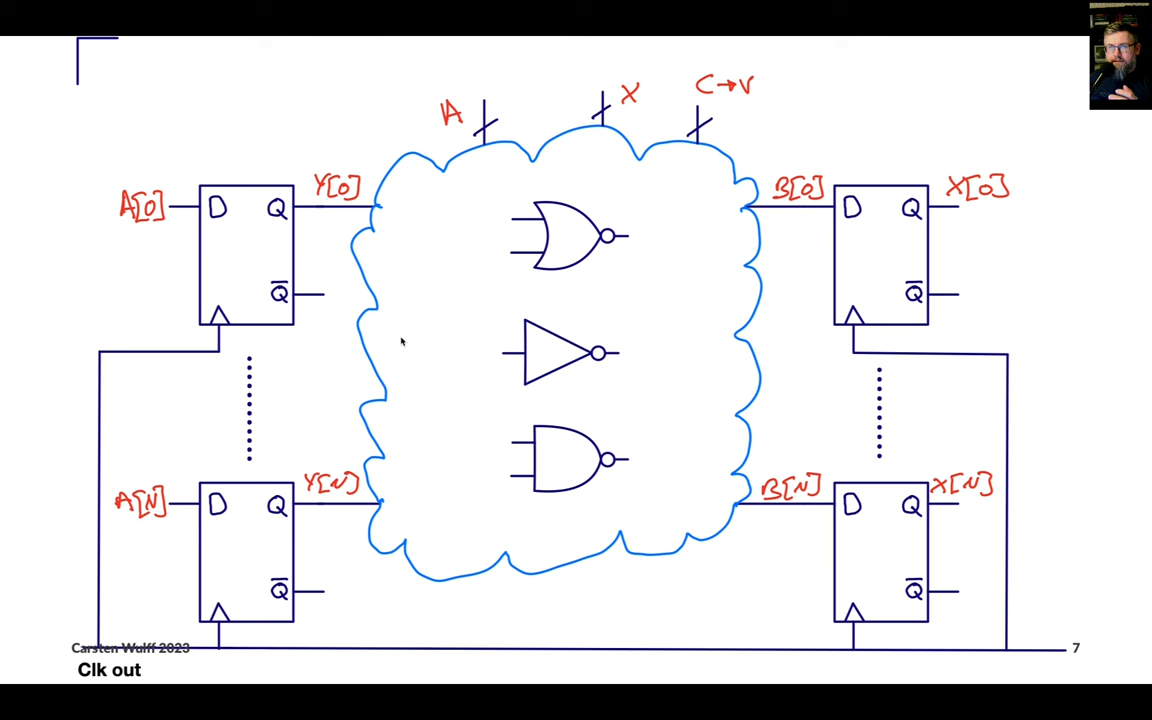 A X C→V
A[0] D Q Y[0] B[0] D Q X[0]
Q̅ Q̅
A[N] D Q Y[N] B[N] D Q X[N]
Q̅ Q̅
Carsten Wulff 2023 7
Clk out